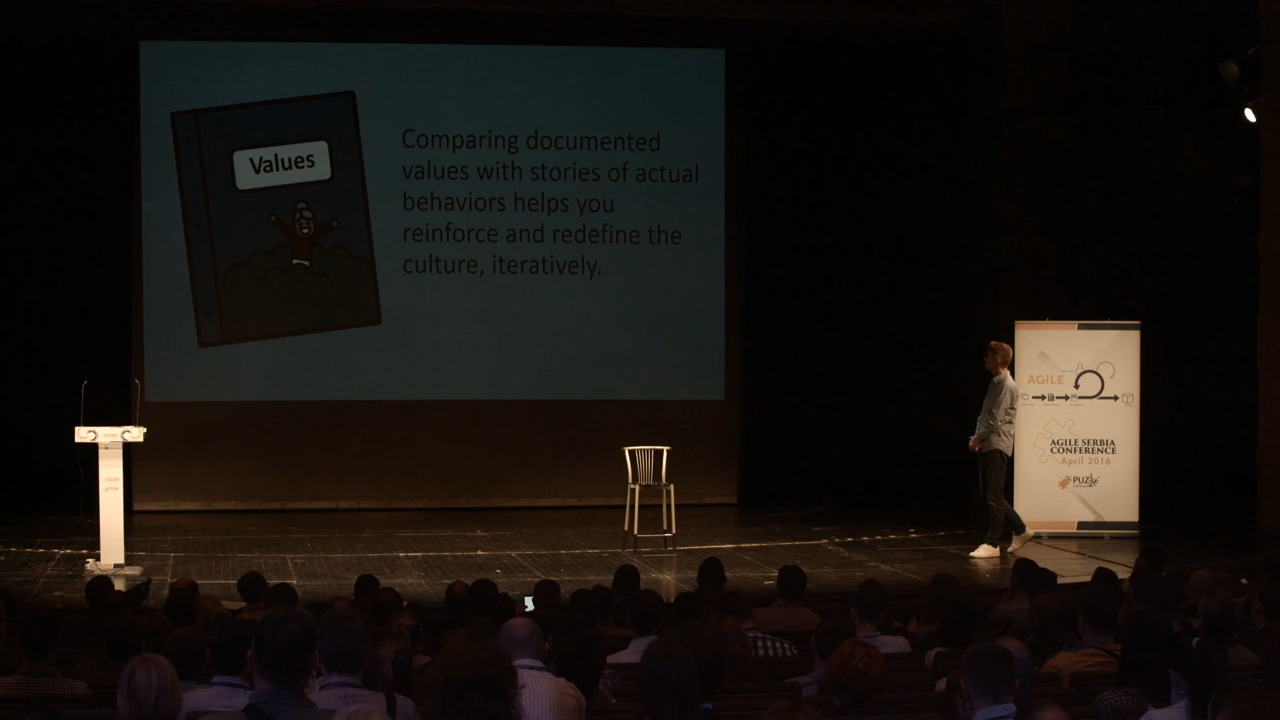 Values
Comparing documented
values with stories of actual
behaviors helps you
reinforce and redefine the
culture, iteratively.
AGILE
AGILE SERBIA
CONFERENCE
April 2016
PUZZLE